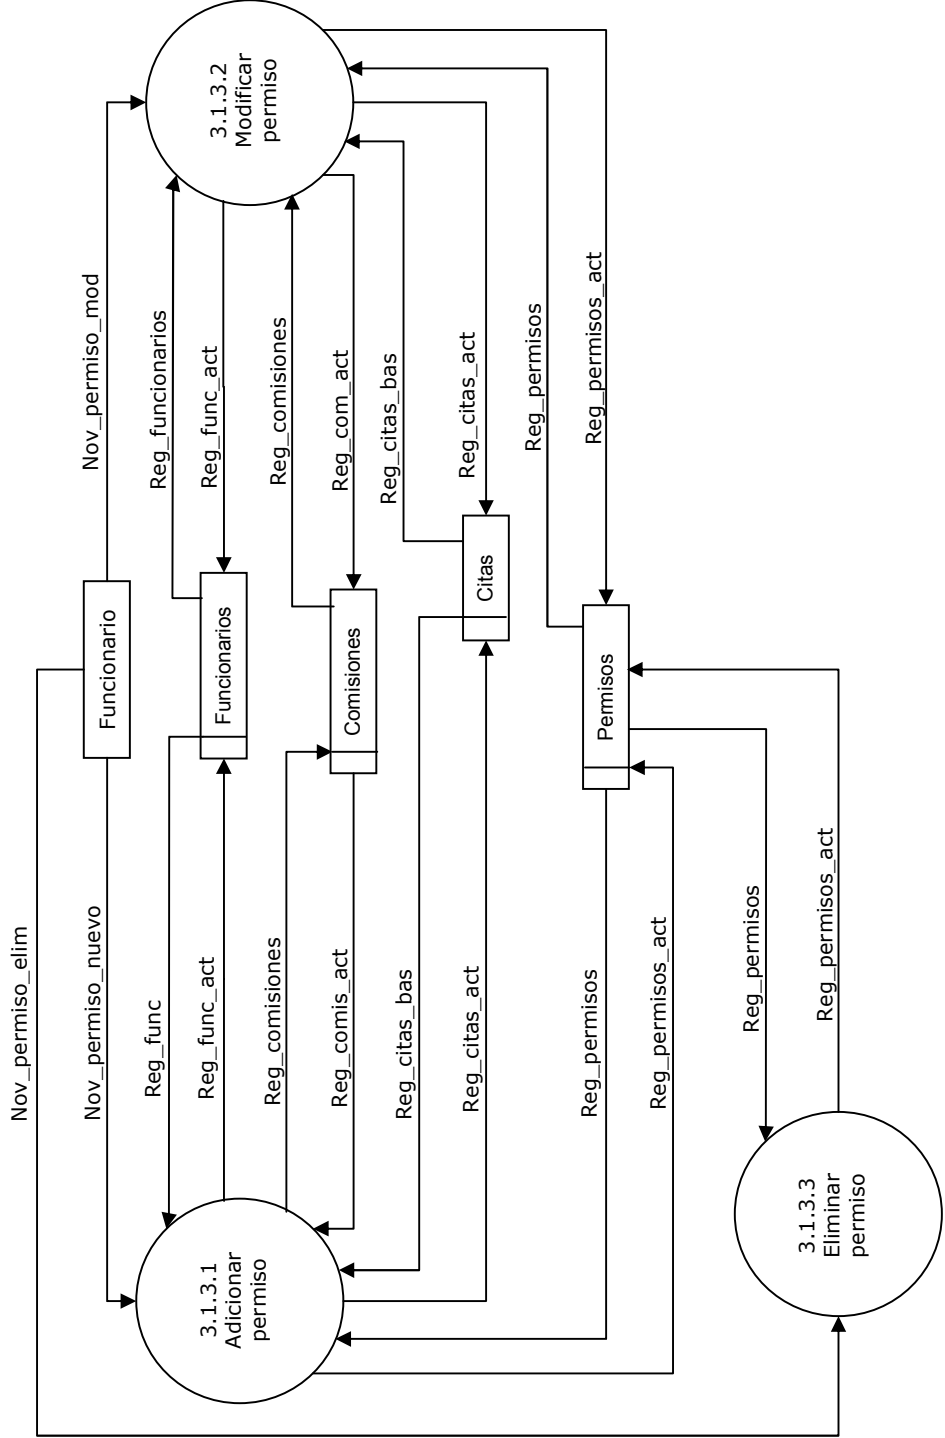 Nov_permiso_elim
Nov_permiso_nuevo
Nov_permiso_mod
Funcionario
Reg_func
Reg_funcionarios
Reg_func_act
Reg_func_act
Funcionarios
Reg_comisiones
Reg_comisiones
Reg_comis_act
Reg_com_act
Comisiones
Reg_citas_bas
Reg_citas_bas
Reg_citas_act
Reg_citas_act
Citas
Reg_permisos
Reg_permisos
Reg_permisos_act
Reg_permisos_act
Permisos
Reg_permisos
Reg_permisos_act
3.1.3.1
Adicionar
permiso
3.1.3.2
Modificar
permiso
3.1.3.3
Eliminar
permiso